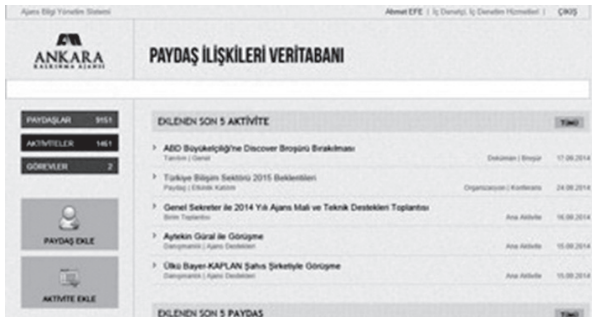 Ajans Bilgi Yönetim Sistemi
Ahmet EFE | İç Denetçi, İç Denetim Hizmetleri | ÇIKIŞ
ANKARA
KALKINMA AJANSI
PAYDAŞ İLİŞKİLERİ VERİTABANI
PAYDAŞLAR 9151
AKTİVİTELER 1461
GÖREVLER 2
PAYDAŞ EKLE
AKTİVİTE EKLE
EKLENEN SON 5 AKTİVİTE
TÜMÜ
ABD Büyükelçiliği'ne Discover Broşürü Bırakılması
Tanıtım | Genel
Doküman | Broşür 17.09.2014
Türkiye Bilişim Sektörü 2015 Beklentileri
Paydaş | Etkinlik Katılım
Organizasyon | Konferans 24.09.2014
Genel Sekreter ile 2014 Yılı Ajans Mali ve Teknik Destekleri Toplantısı
Birim Toplantısı
Ana Aktivite 16.09.2014
Aytekin Güral ile Görüşme
Danışmanlık | Ajans Destekleri
Ana Aktivite 15.09.2014
Ülkü Bayer-KAPLAN Şahıs Şirketiyle Görüşme
Danışmanlık | Ajans Destekleri
Ana Aktivite 15.09.2014
EKLENEN SON 5 PAYDAŞ
TÜMÜ